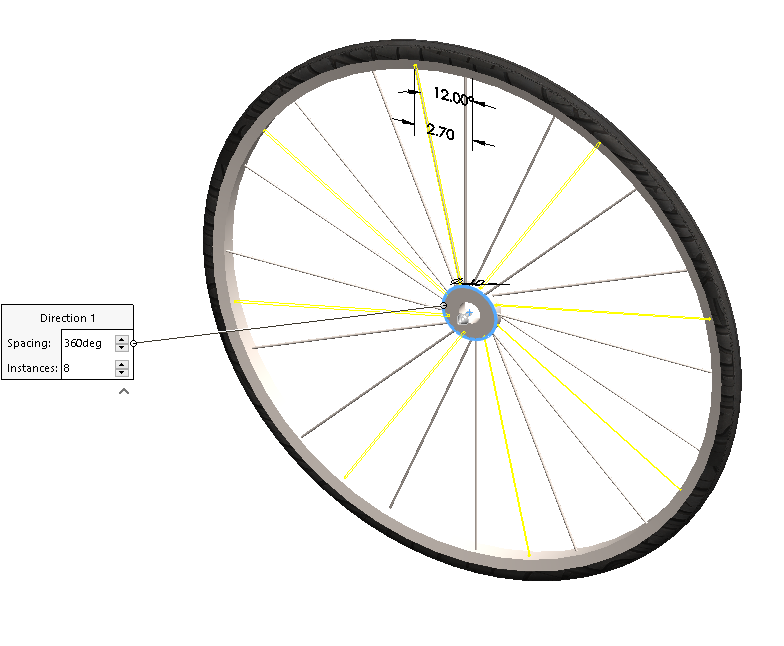 12.00°
2.70
Direction 1
Spacing: 360deg
Instances: 8